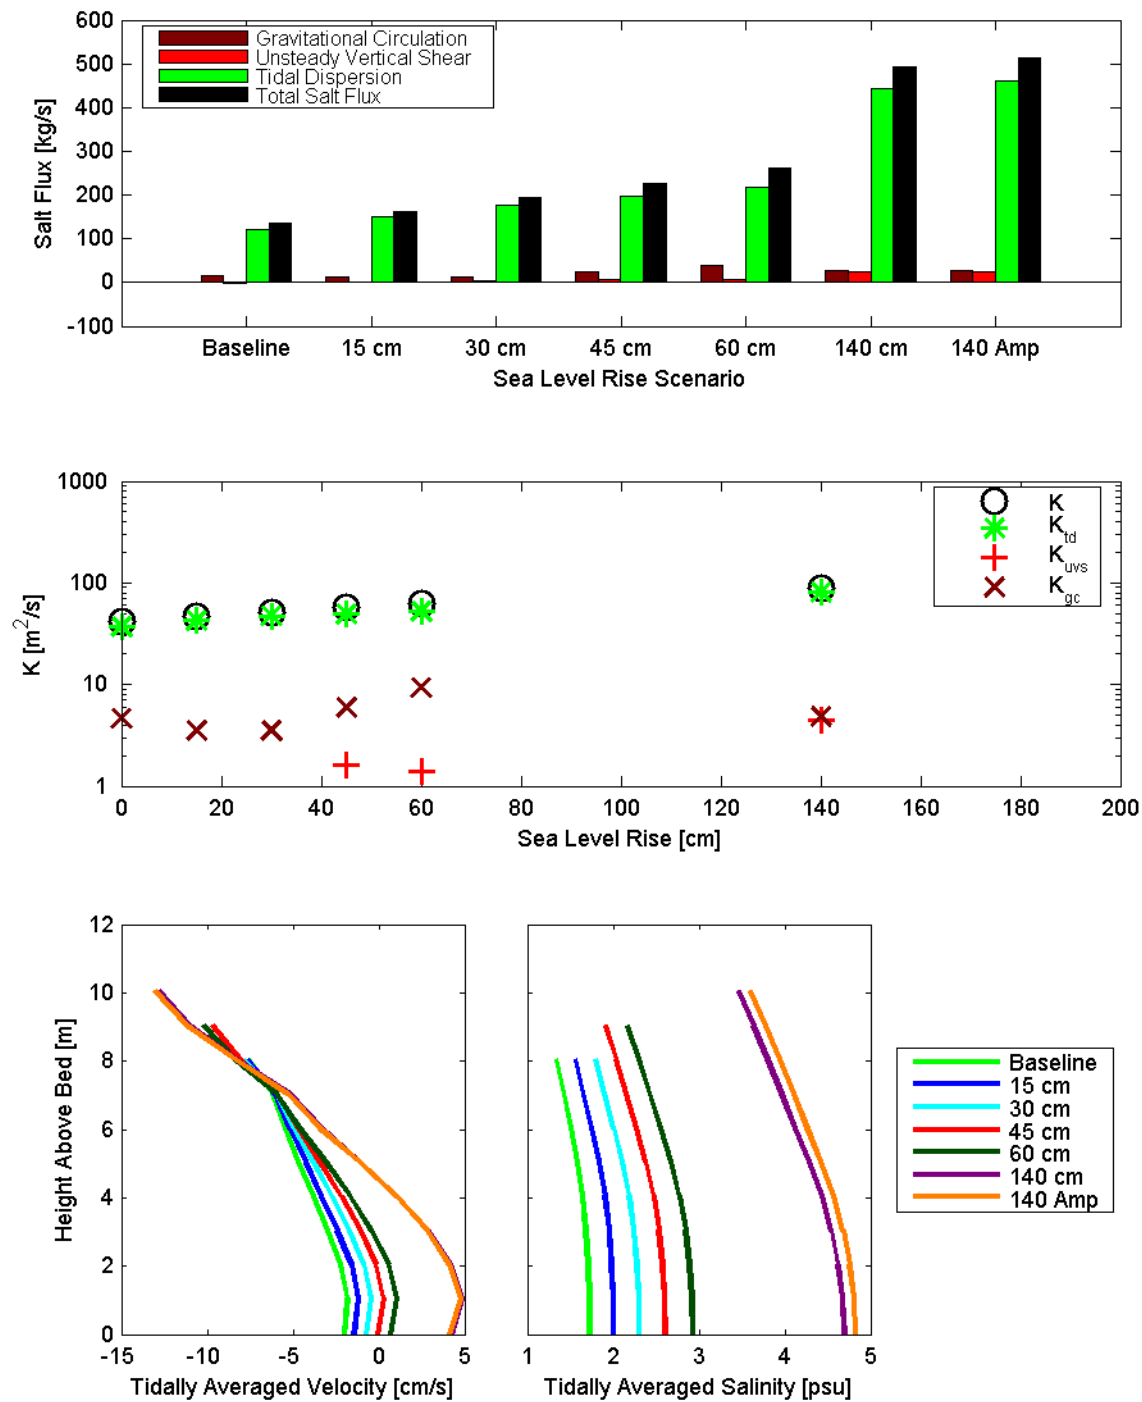 600
500
400
300
200
100
0
-100
Salt Flux [kg/s]
Gravitational Circulation
Unsteady Vertical Shear
Tidal Dispersion
Total Salt Flux
Baseline 15 cm 30 cm 45 cm 60 cm 140 cm 140 Amp
Sea Level Rise Scenario
1000
100
10
1
K [m2/s]
K
Ktd
Kuvs
Kgc
0 20 40 60 80 100 120 140 160 180 200
Sea Level Rise [cm]
12
10
8
6
4
2
0
Height Above Bed [m]
-15 -10 -5 0 5
Tidally Averaged Velocity [cm/s]
1 2 3 4 5
Tidally Averaged Salinity [psu]
Baseline
15 cm
30 cm
45 cm
60 cm
140 cm
140 Amp